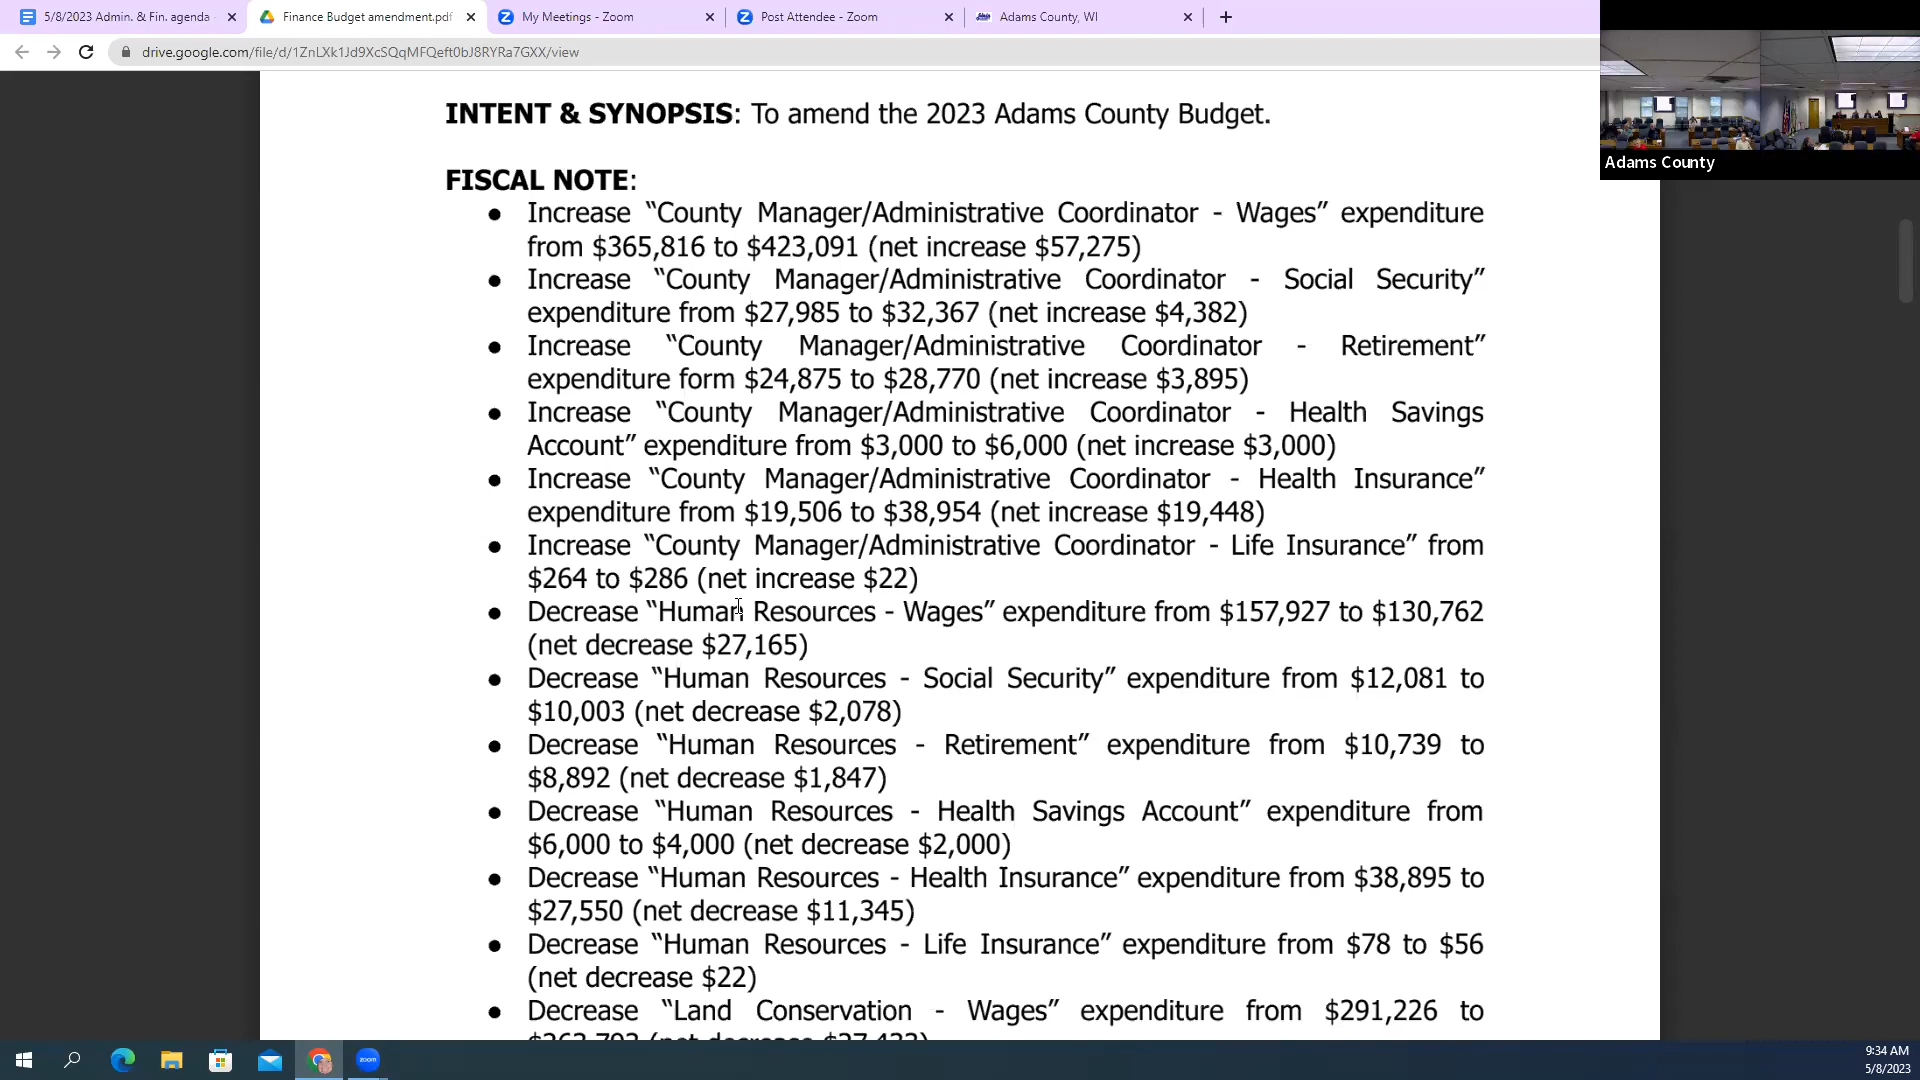 5/8/2023 Admin. & Fin. agenda
Finance Budget amendment.pdf
My Meetings - Zoom
Post Attendee - Zoom
Adams County, WI
drive.google.com/file/d/1ZnLXk1Jd9XcSQqMFQeft0bJ8RYRa7GXX/view
Adams County
INTENT & SYNOPSIS: To amend the 2023 Adams County Budget.
FISCAL NOTE:
● Increase “County Manager/Administrative Coordinator - Wages” expenditure
from $365,816 to $423,091 (net increase $57,275)
● Increase “County Manager/Administrative Coordinator - Social Security”
expenditure from $27,985 to $32,367 (net increase $4,382)
● Increase “County Manager/Administrative Coordinator - Retirement”
expenditure form $24,875 to $28,770 (net increase $3,895)
● Increase “County Manager/Administrative Coordinator - Health Savings
Account” expenditure from $3,000 to $6,000 (net increase $3,000)
● Increase “County Manager/Administrative Coordinator - Health Insurance”
expenditure from $19,506 to $38,954 (net increase $19,448)
● Increase “County Manager/Administrative Coordinator - Life Insurance” from
$264 to $286 (net increase $22)
● Decrease “Human Resources - Wages” expenditure from $157,927 to $130,762
(net decrease $27,165)
● Decrease “Human Resources - Social Security” expenditure from $12,081 to
$10,003 (net decrease $2,078)
● Decrease “Human Resources - Retirement” expenditure from $10,739 to
$8,892 (net decrease $1,847)
● Decrease “Human Resources - Health Savings Account” expenditure from
$6,000 to $4,000 (net decrease $2,000)
● Decrease “Human Resources - Health Insurance” expenditure from $38,895 to
$27,550 (net decrease $11,345)
● Decrease “Human Resources - Life Insurance” expenditure from $78 to $56
(net decrease $22)
● Decrease “Land Conservation - Wages” expenditure from $291,226 to
(net decrease
zoom
9:34 AM
5/8/2023